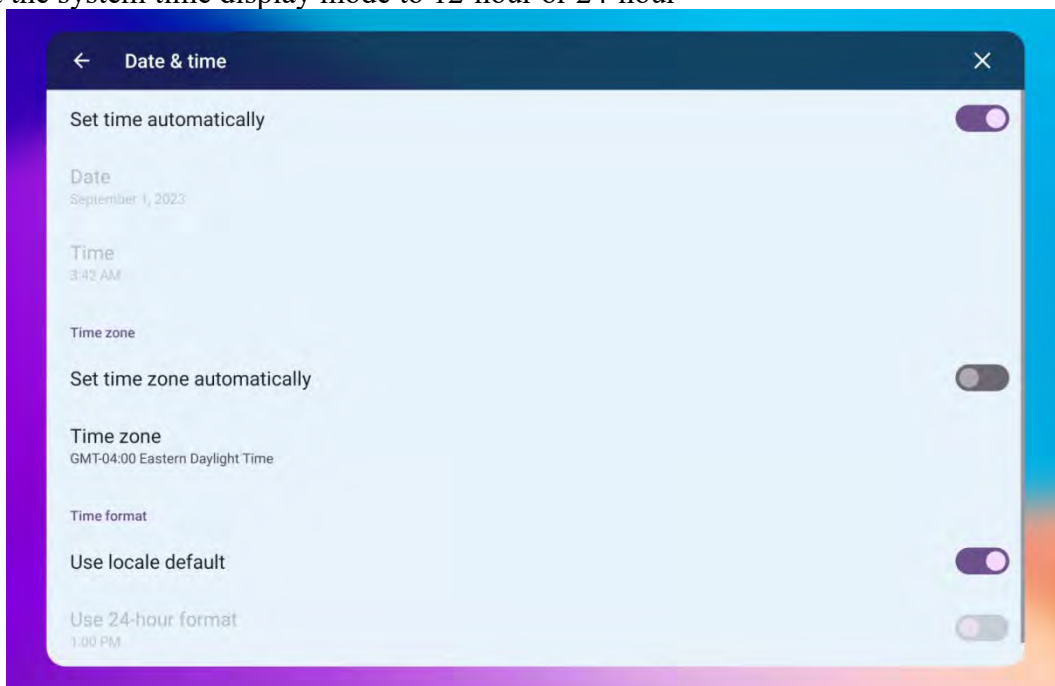 the system time display mode to 12-hour or 24-hour
Date & time
Set time automatically
Date
September 1, 2023
Time
3:42 AM
Time zone
Set time zone automatically
Time zone
GMT-04:00 Eastern Daylight Time
Time format
Use locale default
Use 24-hour format
1:00 PM